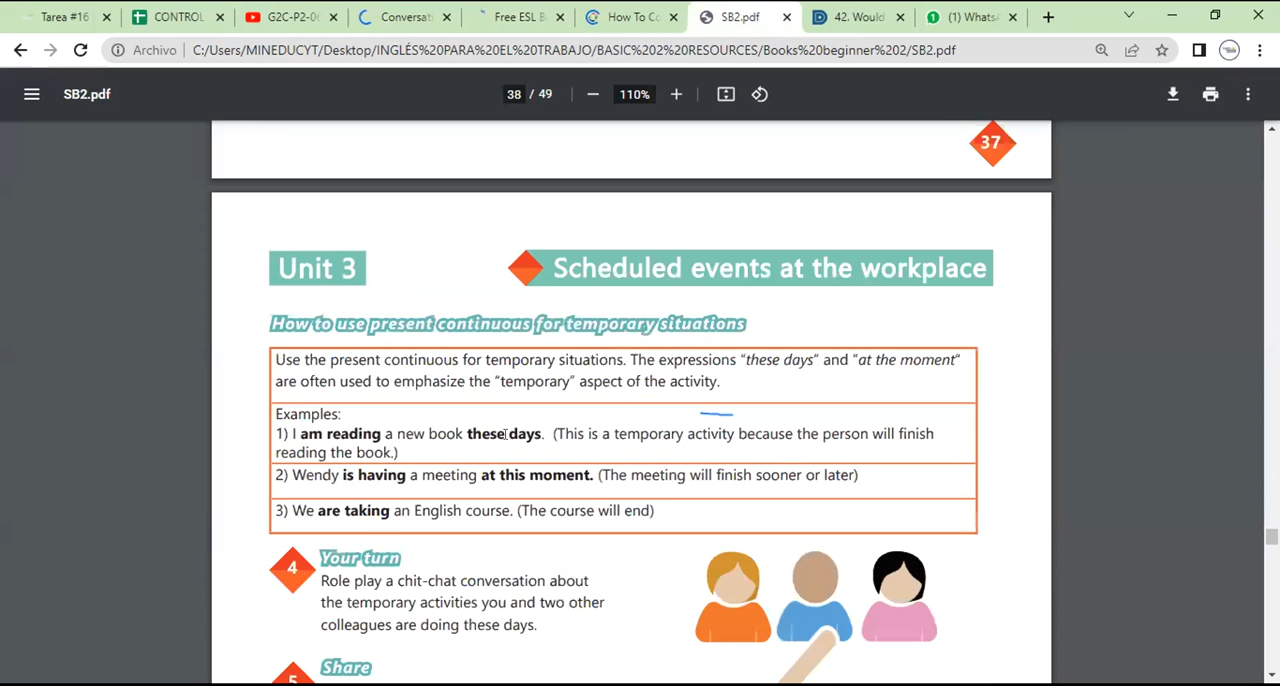 Tarea #16
CONTROL
G2C-P2-0
Conversat
Free ESL B
How To Co
SB2.pdf
42. Would
(1) Whats
Archivo
C:/Users/MINEDUCYT/Desktop/INGLÉS%20PARA%20EL%20TRABAJO/BASIC%202%20RESOURCES/Books%20beginner%202/SB2.pdf
SB2.pdf
38 / 49
110%
37
Unit 3
Scheduled events at the workplace
How to use present continuous for temporary situations
Use the present continuous for temporary situations. The expressions "these days" and "at the moment"
are often used to emphasize the "temporary" aspect of the activity.
Examples:
1) I am reading a new book these days. (This is a temporary activity because the person will finish
reading the book.)
2) Wendy is having a meeting at this moment. (The meeting will finish sooner or later)
3) We are taking an English course. (The course will end)
4
Your turn
Role play a chit-chat conversation about
the temporary activities you and two other
colleagues are doing these days.
Share
5